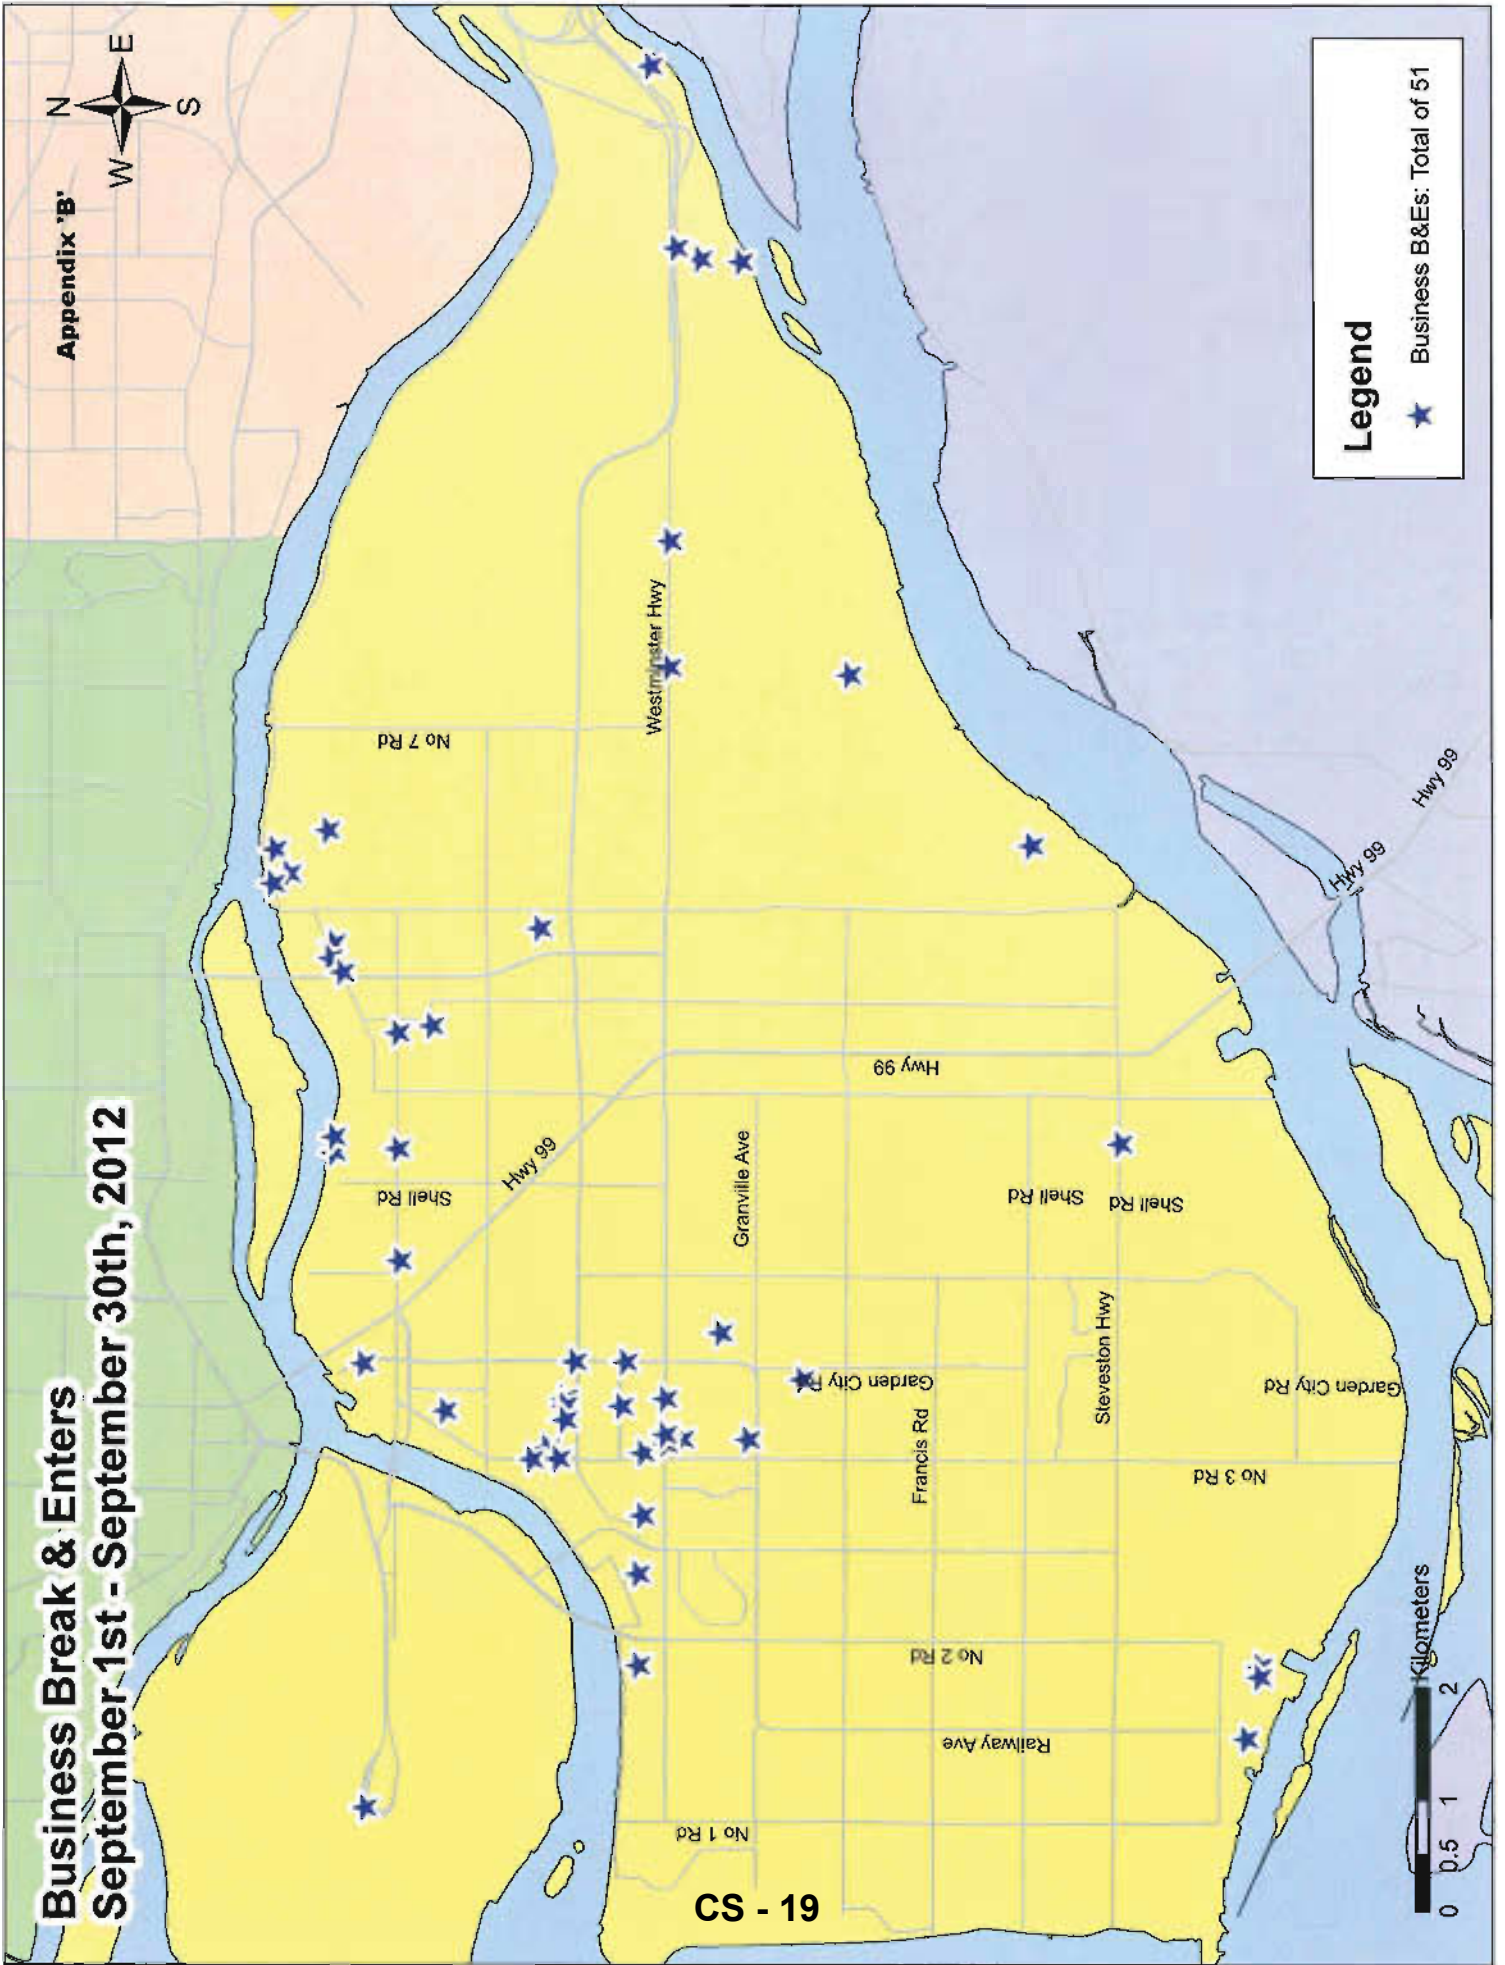 Business Break & Enters
September 1st - September 30th, 2012
Appendix 'B'
N
W
E
S
No 7 Rd
Westminster Hwy
Shell Rd
Hwy 99
Hwy 99
Granville Ave
Shell Rd
Shell Rd
Hwy 99
Hwy 99
Garden City Rd
Francis Rd
Steveston Hwy
Garden City Rd
No 3 Rd
No 2 Rd
Railway Ave
No 1 Rd
Legend
Business B&Es: Total of 51
Kilometers
0 0.5 1 2
CS - 19